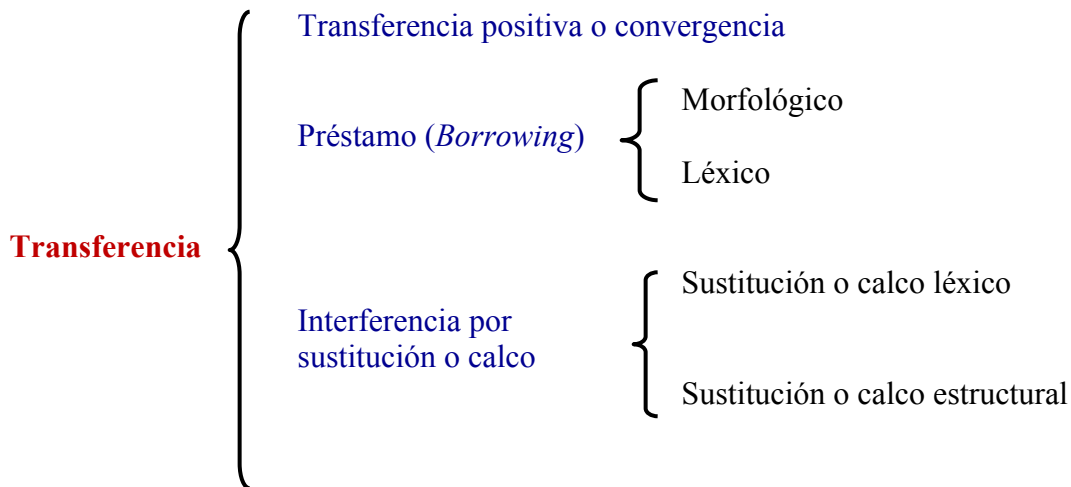 Transferencia positiva o convergencia
Morfológico
Préstamo (Borrowing)
Léxico
Transferencia
Sustitución o calco léxico
Interferencia por
sustitución o calco
Sustitución o calco estructural